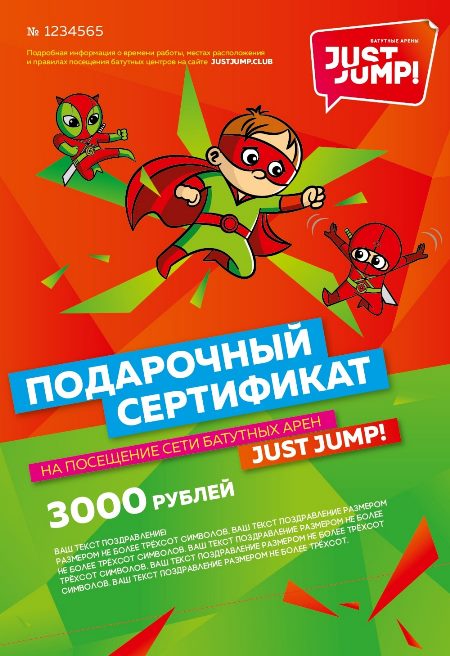 № 1234565
Подробная информация о времени работы, местах расположения
и правилах посещения батутных центров на сайте JUSTJUMP.CLUB
БАТУТНЫЕ АРЕНЫ
JUST
JUMP!
ПОДАРОЧНЫЙ
СЕРТИФИКАТ
НА ПОСЕЩЕНИЕ СЕТИ БАТУТНЫХ АРЕН
JUST JUMP!
3000 РУБЛЕЙ
ВАШ ТЕКСТ ПОЗДРАВЛЕНИЕ!
РАЗМЕРОМ НЕ БОЛЕЕ ТРЁХСОТ СИМВОЛОВ. ВАШ ТЕКСТ ПОЗДРАВЛЕНИЕ РАЗМЕРОМ
НЕ БОЛЕЕ ТРЁХСОТ СИМВОЛОВ. ВАШ ТЕКСТ ПОЗДРАВЛЕНИЕ РАЗМЕРОМ НЕ БОЛЕЕ
ТРЁХСОТ СИМВОЛОВ. ВАШ ТЕКСТ ПОЗДРАВЛЕНИЕ РАЗМЕРОМ НЕ БОЛЕЕ ТРЁХСОТ
СИМВОЛОВ. ВАШ ТЕКСТ ПОЗДРАВЛЕНИЕ РАЗМЕРОМ НЕ БОЛЕЕ ТРЁХСОТ.